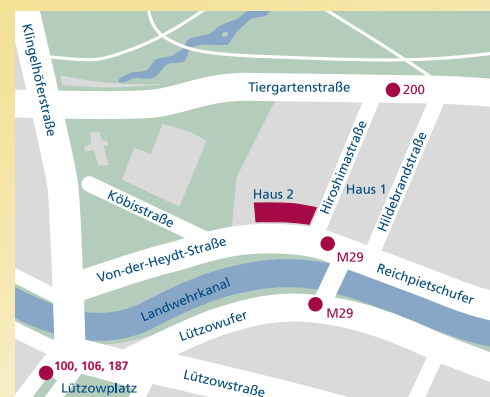 Klingelhöferstraße
Tiergartenstraße
200
Hiroshimastraße
Haus 1
Hildebrandstraße
Haus 2
Köbisstraße
Von-der-Heydt-Straße
M29
Reichpietschufer
Landwehrkanal
M29
Lützowufer
100, 106, 187
Lützowplatz
Lützowstraße